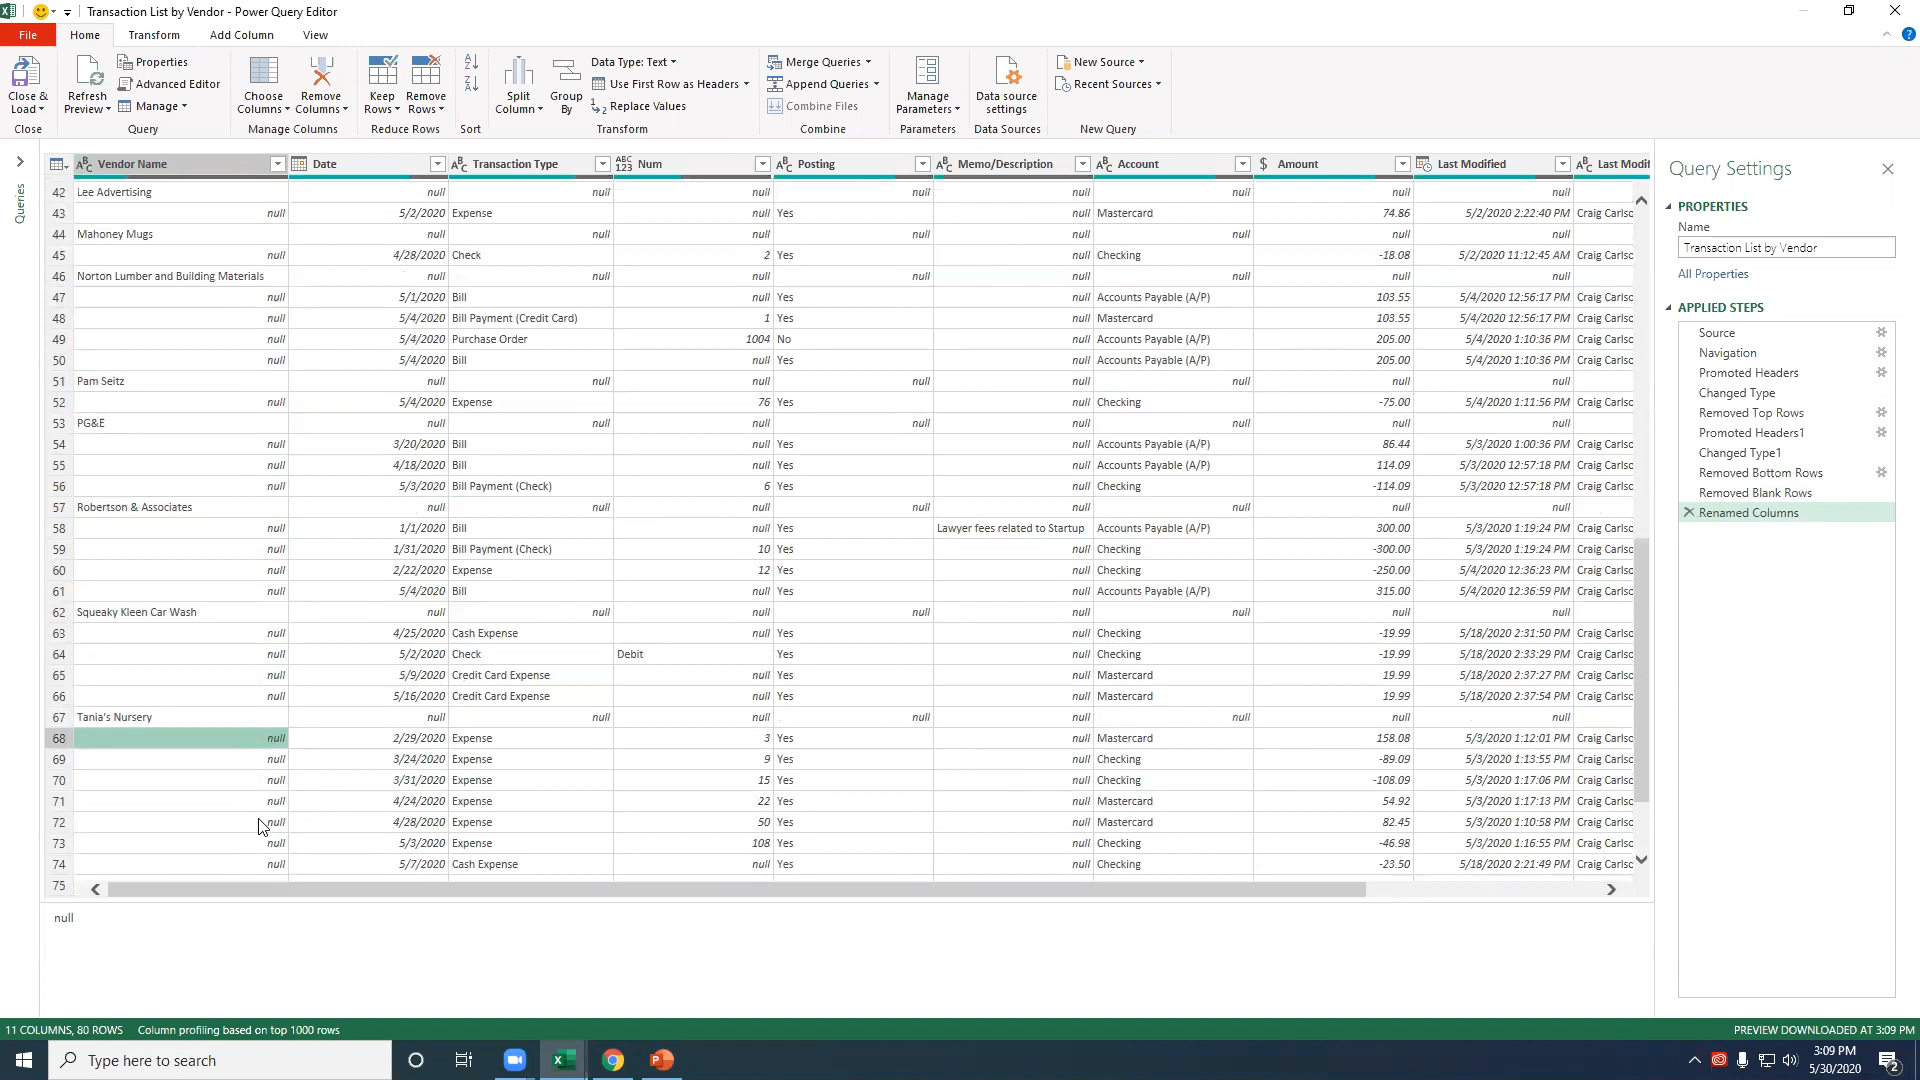 Transaction List by Vendor - Power Query Editor
File Home Transform Add Column View
Close & Load Refresh Preview Properties Advanced Editor Manage Choose Columns Remove Columns Keep Rows Remove Rows Split Column Group By Data Type: Text Use First Row as Headers Replace Values Merge Queries Append Queries Combine Files Manage Parameters Data source settings New Source Recent Sources
Close Query Manage Columns Reduce Rows Sort Transform Combine Parameters Data Sources New Query
Queries
Vendor Name Date Transaction Type Num Posting Memo/Description Account Amount Last Modified Last Modif
42 Lee Advertising null null null null null null null null
43 null 5/2/2020 Expense null Yes null Mastercard 74.86 5/2/2020 2:22:40 PM Craig Carlso
44 Mahoney Mugs null null null null null null null null
45 null 4/28/2020 Check 2 Yes null Checking -18.08 5/2/2020 11:12:45 AM Craig Carlso
46 Norton Lumber and Building Materials null null null null null null null null
47 null 5/1/2020 Bill null Yes null Accounts Payable (A/P) 103.55 5/4/2020 12:56:17 PM Craig Carlso
48 null 5/4/2020 Bill Payment (Credit Card) 1 Yes null Mastercard 103.55 5/4/2020 12:56:17 PM Craig Carlso
49 null 5/4/2020 Purchase Order 1004 No null Accounts Payable (A/P) 205.00 5/4/2020 1:10:36 PM Craig Carlso
50 null 5/4/2020 Bill null Yes null Accounts Payable (A/P) 205.00 5/4/2020 1:10:36 PM Craig Carlso
51 Pam Seitz null null null null null null null null
52 null 5/4/2020 Expense 76 Yes null Checking -75.00 5/4/2020 1:11:56 PM Craig Carlso
53 PG&E null null null null null null null null
54 null 3/20/2020 Bill null Yes null Accounts Payable (A/P) 86.44 5/3/2020 1:00:36 PM Craig Carlso
55 null 4/18/2020 Bill null Yes null Accounts Payable (A/P) 114.09 5/3/2020 12:57:18 PM Craig Carlso
56 null 5/3/2020 Bill Payment (Check) 6 Yes null Checking -114.09 5/3/2020 12:57:18 PM Craig Carlso
57 Robertson & Associates null null null null null null null null
58 null 1/1/2020 Bill null Yes Lawyer fees related to Startup Accounts Payable (A/P) 300.00 5/3/2020 1:19:24 PM Craig Carlso
59 null 1/31/2020 Bill Payment (Check) 10 Yes null Checking -300.00 5/3/2020 1:19:24 PM Craig Carlso
60 null 2/22/2020 Expense 12 Yes null Checking -250.00 5/4/2020 12:36:23 PM Craig Carlso
61 null 5/4/2020 Bill null Yes null Accounts Payable (A/P) 315.00 5/4/2020 12:36:59 PM Craig Carlso
62 Squeaky Kleen Car Wash null null null null null null null null
63 null 4/25/2020 Cash Expense null Yes null Checking -19.99 5/18/2020 2:31:50 PM Craig Carlso
64 null 5/2/2020 Check Debit Yes null Checking -19.99 5/18/2020 2:33:29 PM Craig Carlso
65 null 5/9/2020 Credit Card Expense null Yes null Mastercard 19.99 5/18/2020 2:37:27 PM Craig Carlso
66 null 5/16/2020 Credit Card Expense null Yes null Mastercard 19.99 5/18/2020 2:37:54 PM Craig Carlso
67 Tania's Nursery null null null null null null null null
68 null 2/29/2020 Expense 3 Yes null Mastercard 158.08 5/3/2020 1:12:01 PM Craig Carlso
69 null 3/24/2020 Expense 9 Yes null Checking -89.09 5/3/2020 1:13:55 PM Craig Carlso
70 null 3/31/2020 Expense 15 Yes null Checking -108.09 5/3/2020 1:17:06 PM Craig Carlso
71 null 4/24/2020 Expense 22 Yes null Mastercard 54.92 5/3/2020 1:17:13 PM Craig Carlso
72 null 4/28/2020 Expense 50 Yes null Mastercard 82.45 5/3/2020 1:10:58 PM Craig Carlso
73 null 5/3/2020 Expense 108 Yes null Checking -46.98 5/3/2020 1:16:55 PM Craig Carlso
74 null 5/7/2020 Cash Expense null Yes null Checking -23.50 5/18/2020 2:21:49 PM Craig Carlso
75
null
Query Settings
PROPERTIES
Name
Transaction List by Vendor
All Properties
APPLIED STEPS
Source
Navigation
Promoted Headers
Changed Type
Removed Top Rows
Promoted Headers1
Changed Type1
Removed Bottom Rows
Removed Blank Rows
Renamed Columns
11 COLUMNS, 80 ROWS Column profiling based on top 1000 rows PREVIEW DOWNLOADED AT 3:09 PM
Type here to search
3:09 PM
5/30/2020
2